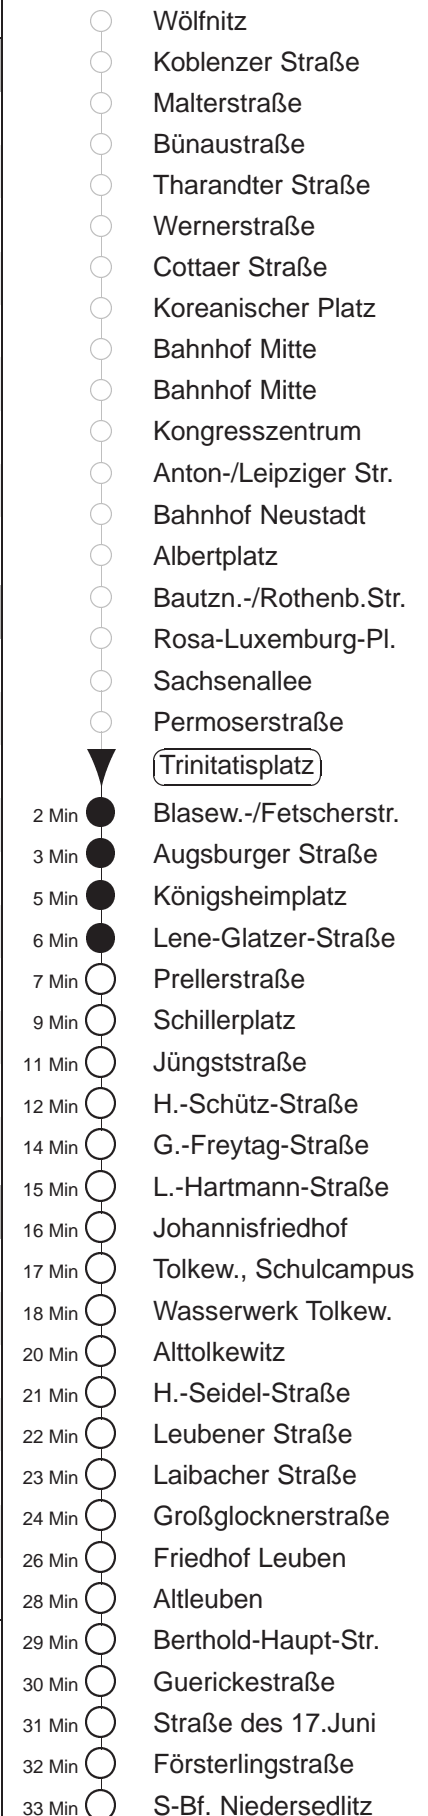 Wölfnitz
Koblenzer Straße
Malterstraße
Bünaustraße
Tharandter Straße
Wernerstraße
Cottaer Straße
Koreanischer Platz
Bahnhof Mitte
Bahnhof Mitte
Kongresszentrum
Anton-/Leipziger Str.
Bahnhof Neustadt
Albertplatz
Bautzn.-/Rothenb.Str.
Rosa-Luxemburg-Pl.
Sachsenallee
Permoserstraße
Trinitatisplatz
2 Min Blasew.-/Fetscherstr.
3 Min Augsburger Straße
5 Min Königsheimplatz
6 Min Lene-Glatzer-Straße
7 Min Prellerstraße
9 Min Schillerplatz
11 Min Jüngststraße
12 Min H.-Schütz-Straße
14 Min G.-Freytag-Straße
15 Min L.-Hartmann-Straße
16 Min Johannisfriedhof
17 Min Tolkew., Schulcampus
18 Min Wasserwerk Tolkew.
20 Min Alttolkewitz
21 Min H.-Seidel-Straße
22 Min Leubener Straße
23 Min Laibacher Straße
24 Min Großglocknerstraße
26 Min Friedhof Leuben
28 Min Altleuben
29 Min Berthold-Haupt-Str.
30 Min Guerickestraße
31 Min Straße des 17.Juni
32 Min Försterlingstraße
33 Min S-Bf. Niedersedlitz